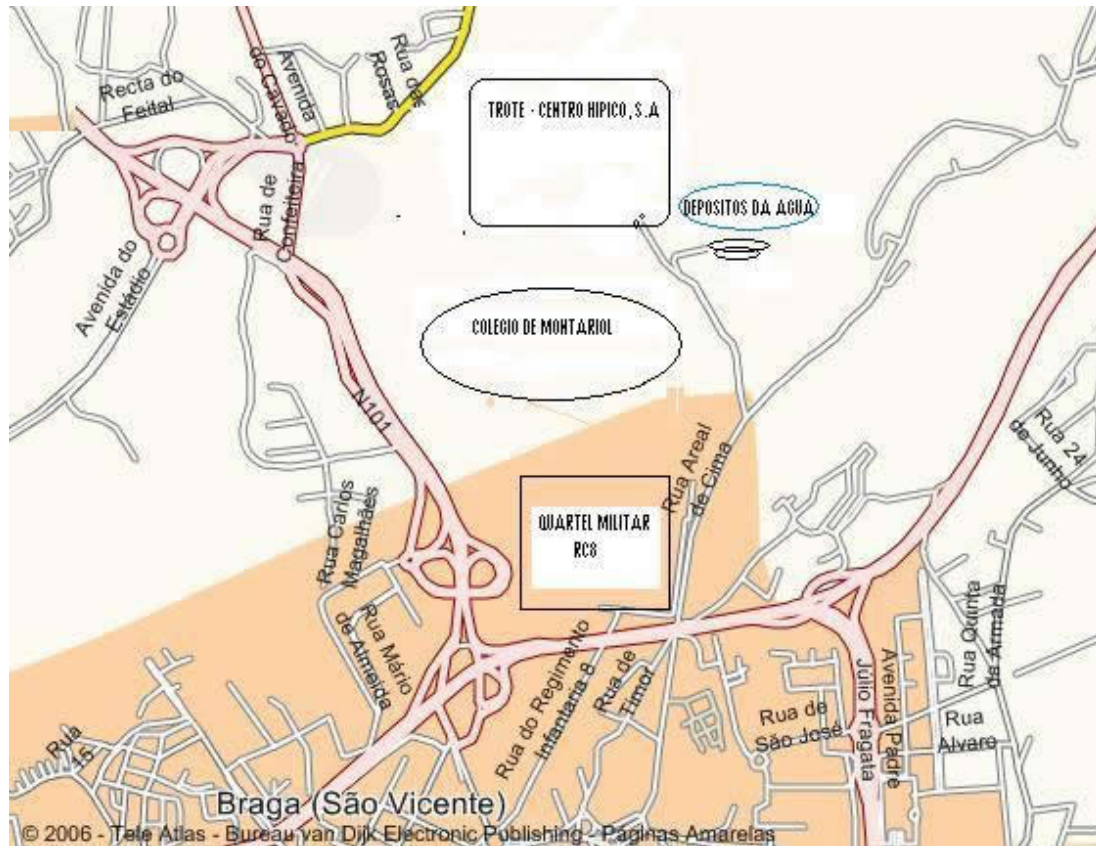 Recta do
Feital
Avenida
do Cavado
Rua das
Rosas
TROTE - CENTRO HIPICO, S.A
Rua de
Confeiteira
DEPOSITOS DA AGUA
Avenida do
Estádio
COLEGIO DE MONTARIOL
N101
Rua Areal
de Cima
Rua 24
de Junho
Rua Carlos
Magalhães
QUARTEL MILITAR
RC8
Rua Mário
de Almeida
Rua do Regimento
Infantaria 8
Rua de
Timor
Rua Quinta
da Armada
Avenida Padre
Júlio Fragata
Rua de
São José
Rua
Alvaro
Rua
15
Braga (São Vicente)
© 2006 - Tele Atlas - Bureau van Dijk Electronic Publishing - Páginas Amarelas